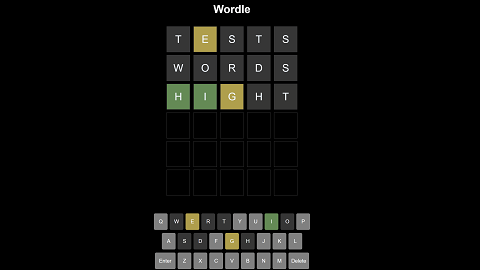 Wordle
T E S T S
W O R D S
H I G H T
Q W E R T Y U I O P
A S D F G H J K L
Enter Z X C V B N M Delete